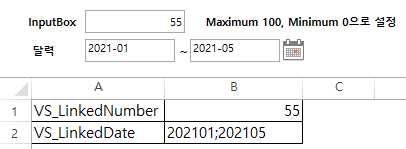 InputBox 55 Maximum 100, Minimum 0으로 설정
달력 2021-01 ~ 2021-05
A B C
1 VS_LinkedNumber 55
2 VS_LinkedDate 202101;202105